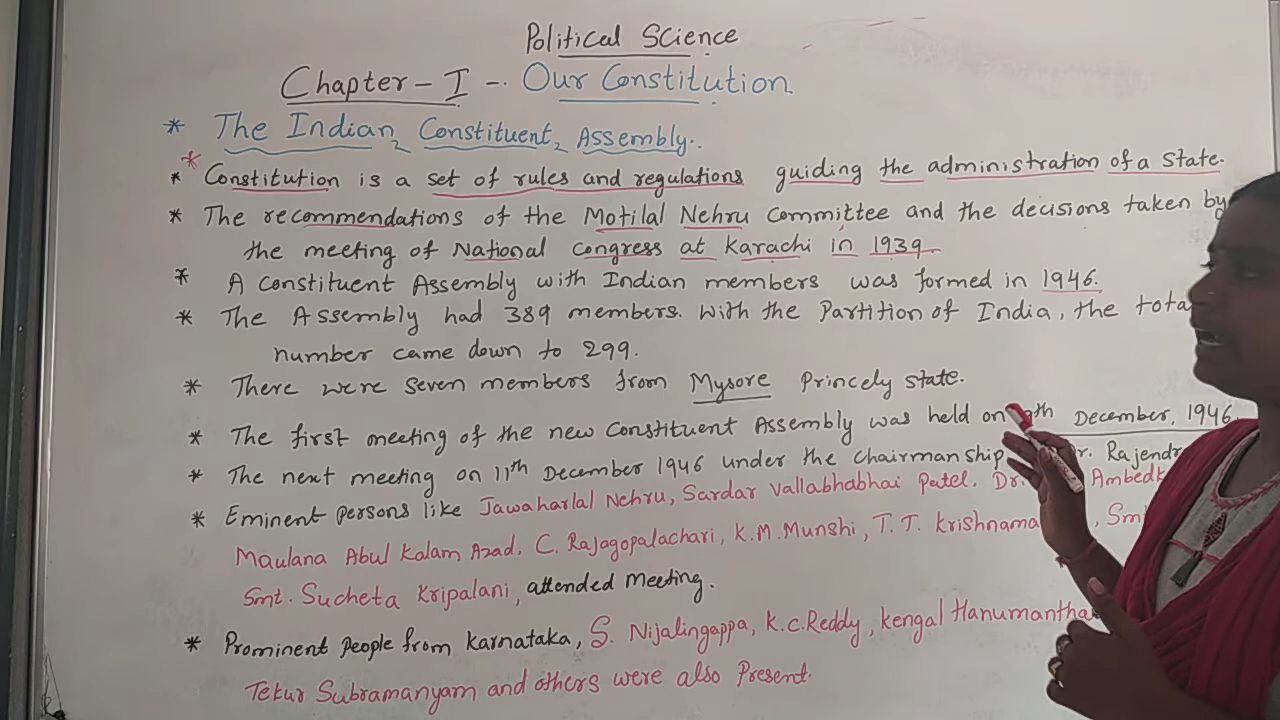 Political Science
Chapter - I -. Our Constitution
* The Indian Constituent Assembly.
* Constitution is a set of rules and regulations guiding the administration of a state.
* The recommendations of the Motilal Nehru Committee and the decisions taken by
the meeting of National Congress at Karachi in 1939
* A Constituent Assembly with Indian members was formed in 1946.
* The Assembly had 389 members. With the Partition of India, the total
number came down to 299.
* There were seven members from Mysore Princely state.
* The first meeting of the new Constituent Assembly was held on 9th December, 1946
* The next meeting on 11th December 1946 under the chairmanship Dr. Rajendr
* Eminent persons like Jawaharlal Nehru, Sardar Vallabhabhai Patel. Dr. Ambedk
Maulana Abul Kalam Azad. C. Rajagopalachari, K.M. Munshi, T. T. Krishnama , Smt
Smt. Sucheta Kripalani, attended meeting.
* Prominent people from Karnataka, S. Nijalingappa, K.C. Reddy, Kengal Hanumantha
Tekur Subramanyam and others were also Present.